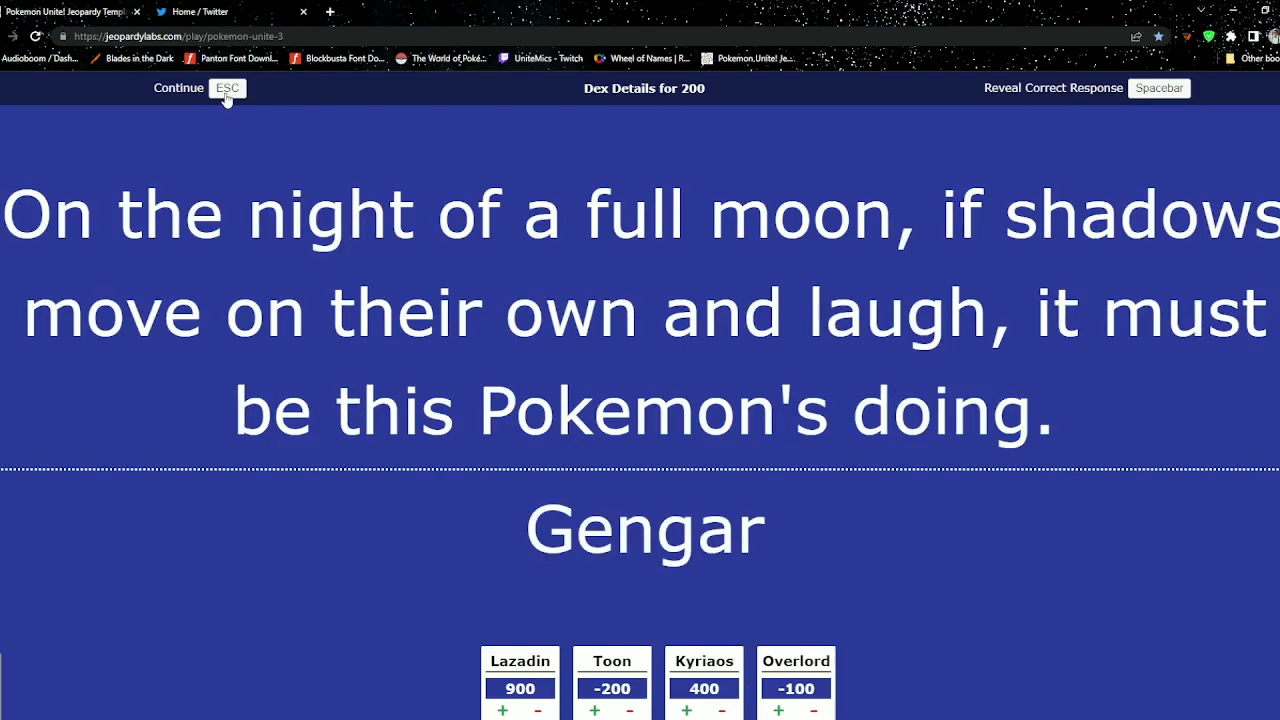 Pokemon Unite! Jeopardy Templ
Home / Twitter
https://jeopardylabs.com/play/pokemon-unite-3
Audioboom / Dash...
Blades in the Dark
Panton Font Downl...
Blockbusta Font Do...
The World of Poké...
UniteMics - Twitch
Wheel of Names | R...
Pokemon Unite! Je...
Other boo
Continue ESC
Dex Details for 200
Reveal Correct Response Spacebar
On the night of a full moon, if shadows
move on their own and laugh, it must
be this Pokemon's doing.
Gengar
Lazadin Toon Kyriaos Overlord
900 -200 400 -100
+ - + - + - + -